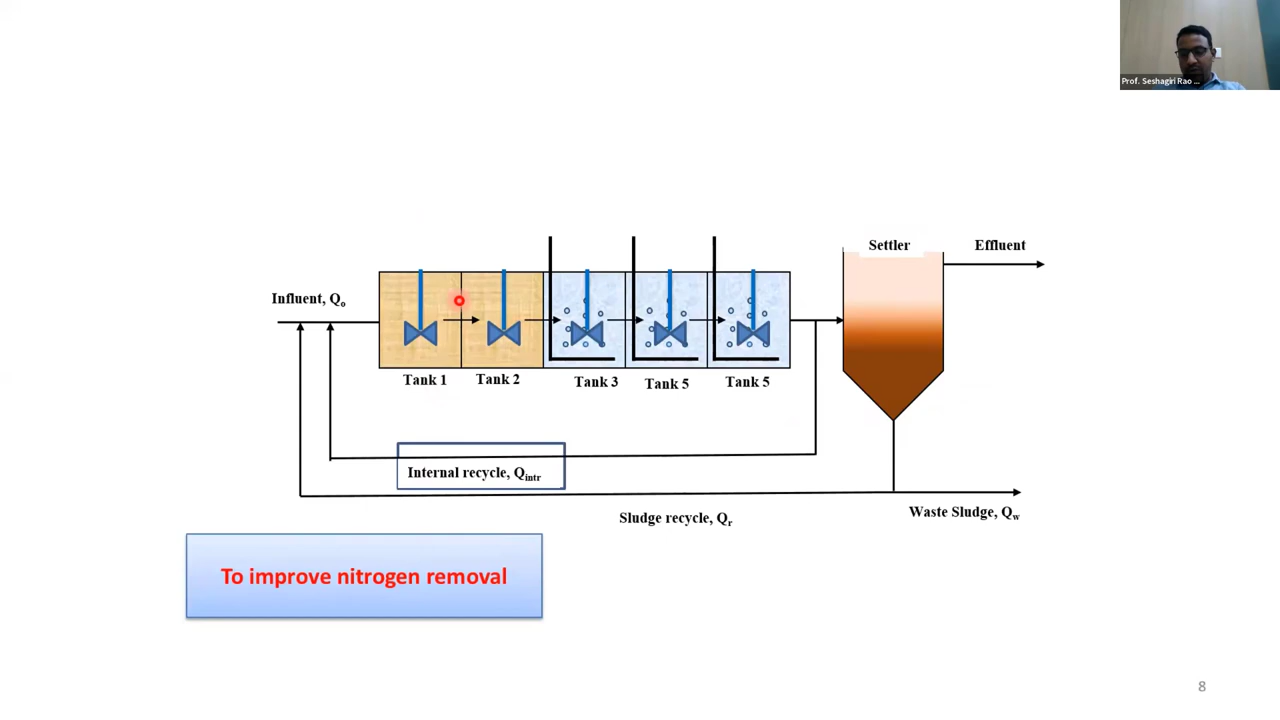 Prof. Seshagiri Rao ...
Settler
Effluent
Influent, Qo
Tank 1
Tank 2
Tank 3
Tank 5
Tank 5
Internal recycle, Qintr
Sludge recycle, Qr
Waste Sludge, Qw
To improve nitrogen removal
8